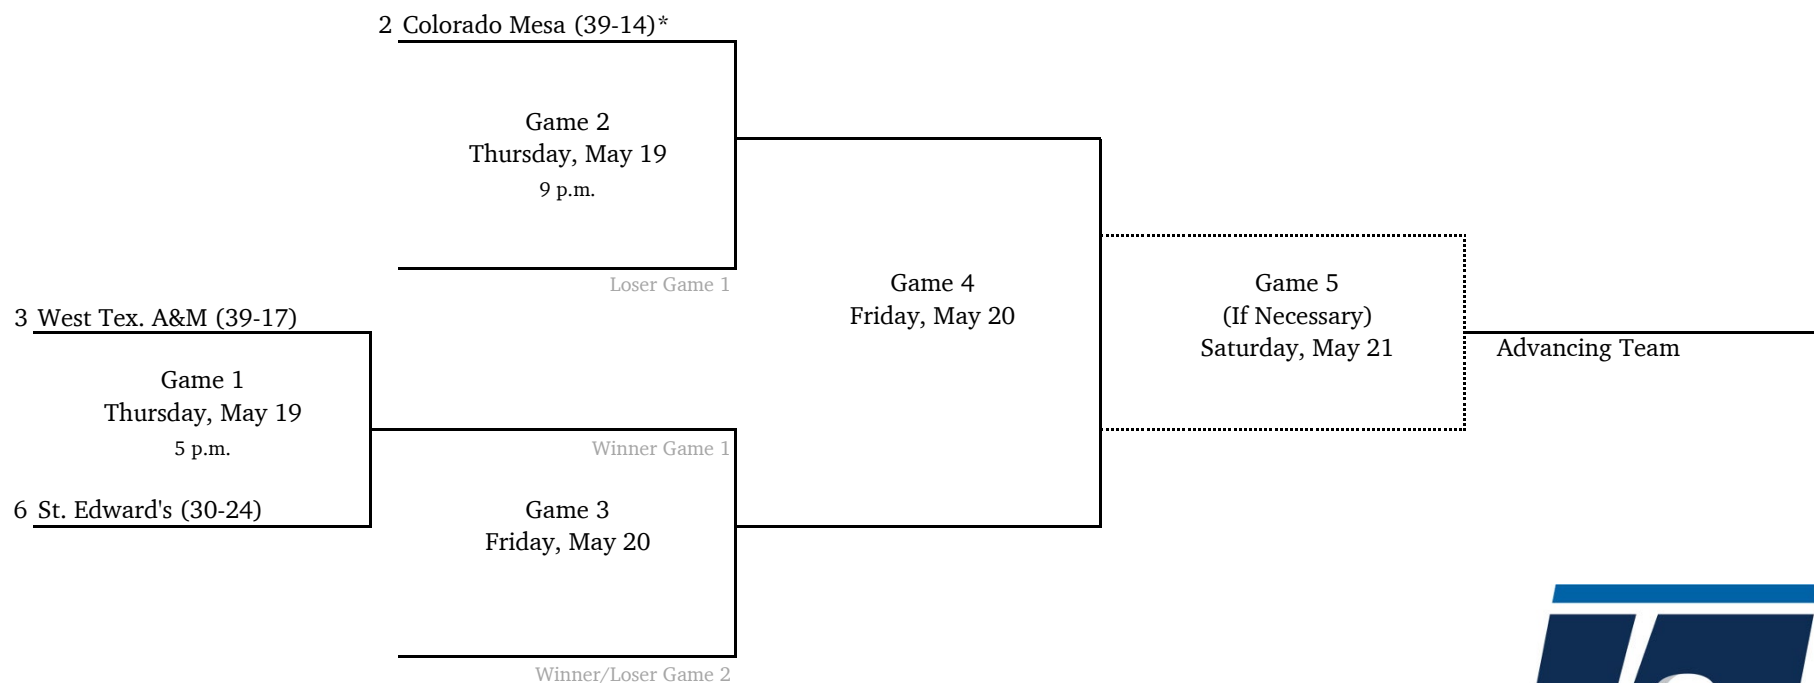 2 Colorado Mesa (39-14)*
Game 2
Thursday, May 19
9 p.m.
Loser Game 1
3 West Tex. A&M (39-17)
Game 1
Thursday, May 19
5 p.m.
6 St. Edward's (30-24)
Winner Game 1
Game 3
Friday, May 20
Winner/Loser Game 2
Game 4
Friday, May 20
Game 5
(If Necessary)
Saturday, May 21
Advancing Team